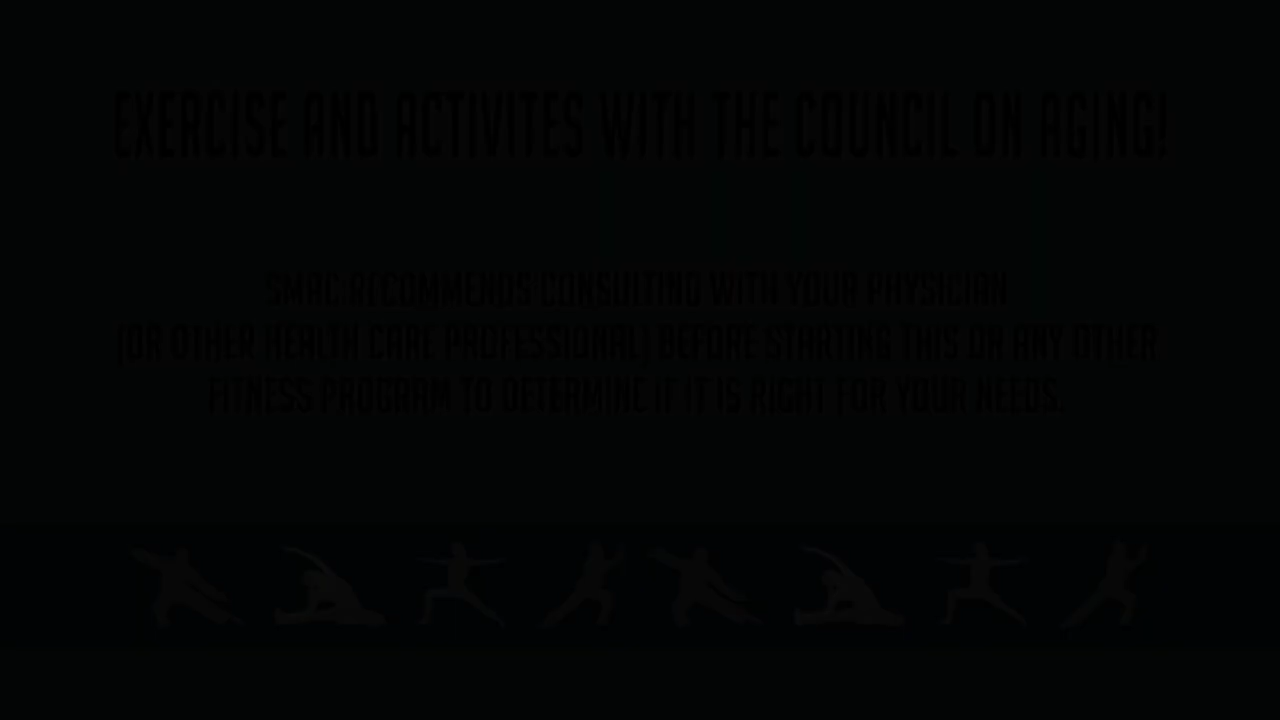 EXERCISE AND ACTIVITES WITH THE COUNCIL ON AGING!
SMAC RECOMMENDS CONSULTING WITH YOUR PHYSICIAN
(OR OTHER HEALTH CARE PROFESSIONAL) BEFORE STARTING THIS OR ANY OTHER
FITNESS PROGRAM TO DETERMINE IF IT IS RIGHT FOR YOUR NEEDS.